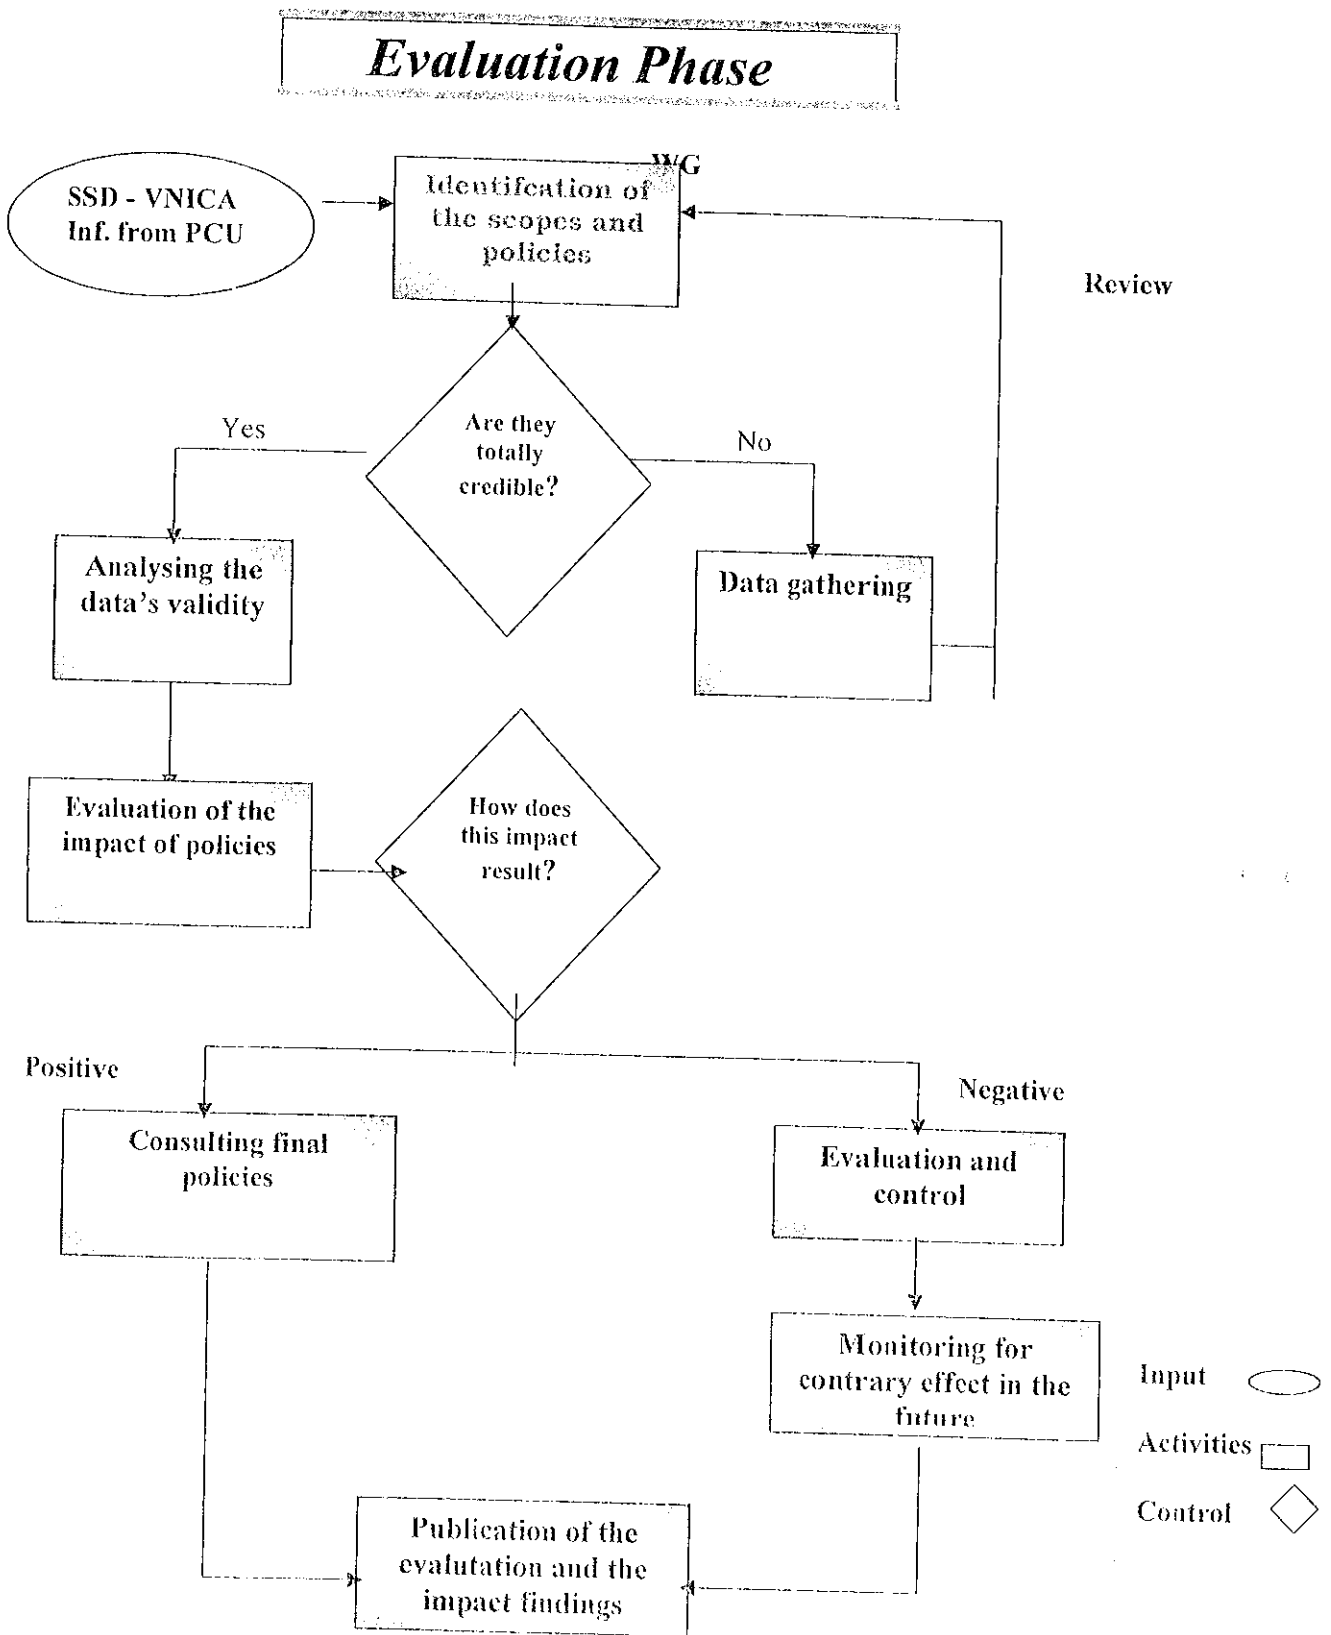 Evaluation Phase
WG
SSD - VNICA
Inf. from PCU
Identifcation of
the scopes and
policies
Review
Are they
totally
credible?
Yes
No
Analysing the
data's validity
Data gathering
Evaluation of the
impact of policies
How does
this impact
result?
Positive
Negative
Consulting final
policies
Evaluation and
control
Monitoring for
contrary effect in the
future
Input
Activities
Control
Publication of the
evalutation and the
impact findings